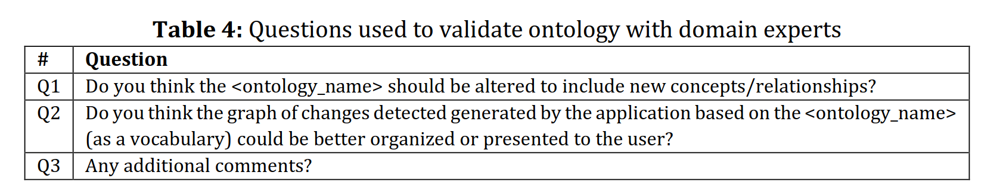 Table 4: Questions used to validate ontology with domain experts
# Question
Q1 Do you think the <ontology_name> should be altered to include new concepts/relationships?
Q2 Do you think the graph of changes detected generated by the application based on the <ontology_name>
(as a vocabulary) could be better organized or presented to the user?
Q3 Any additional comments?